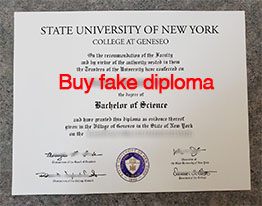 STATE UNIVERSITY OF NEW YORK
COLLEGE AT GENESEO
On the recommendation of the Faculty
and by virtue of the authority vested in them
the Trustees of the University have conferred on
Buy fake diploma
the degree of
Bachelor of Science
and have granted this diploma as evidence thereof
given in the Village of Geneseo in the State of New York
on the